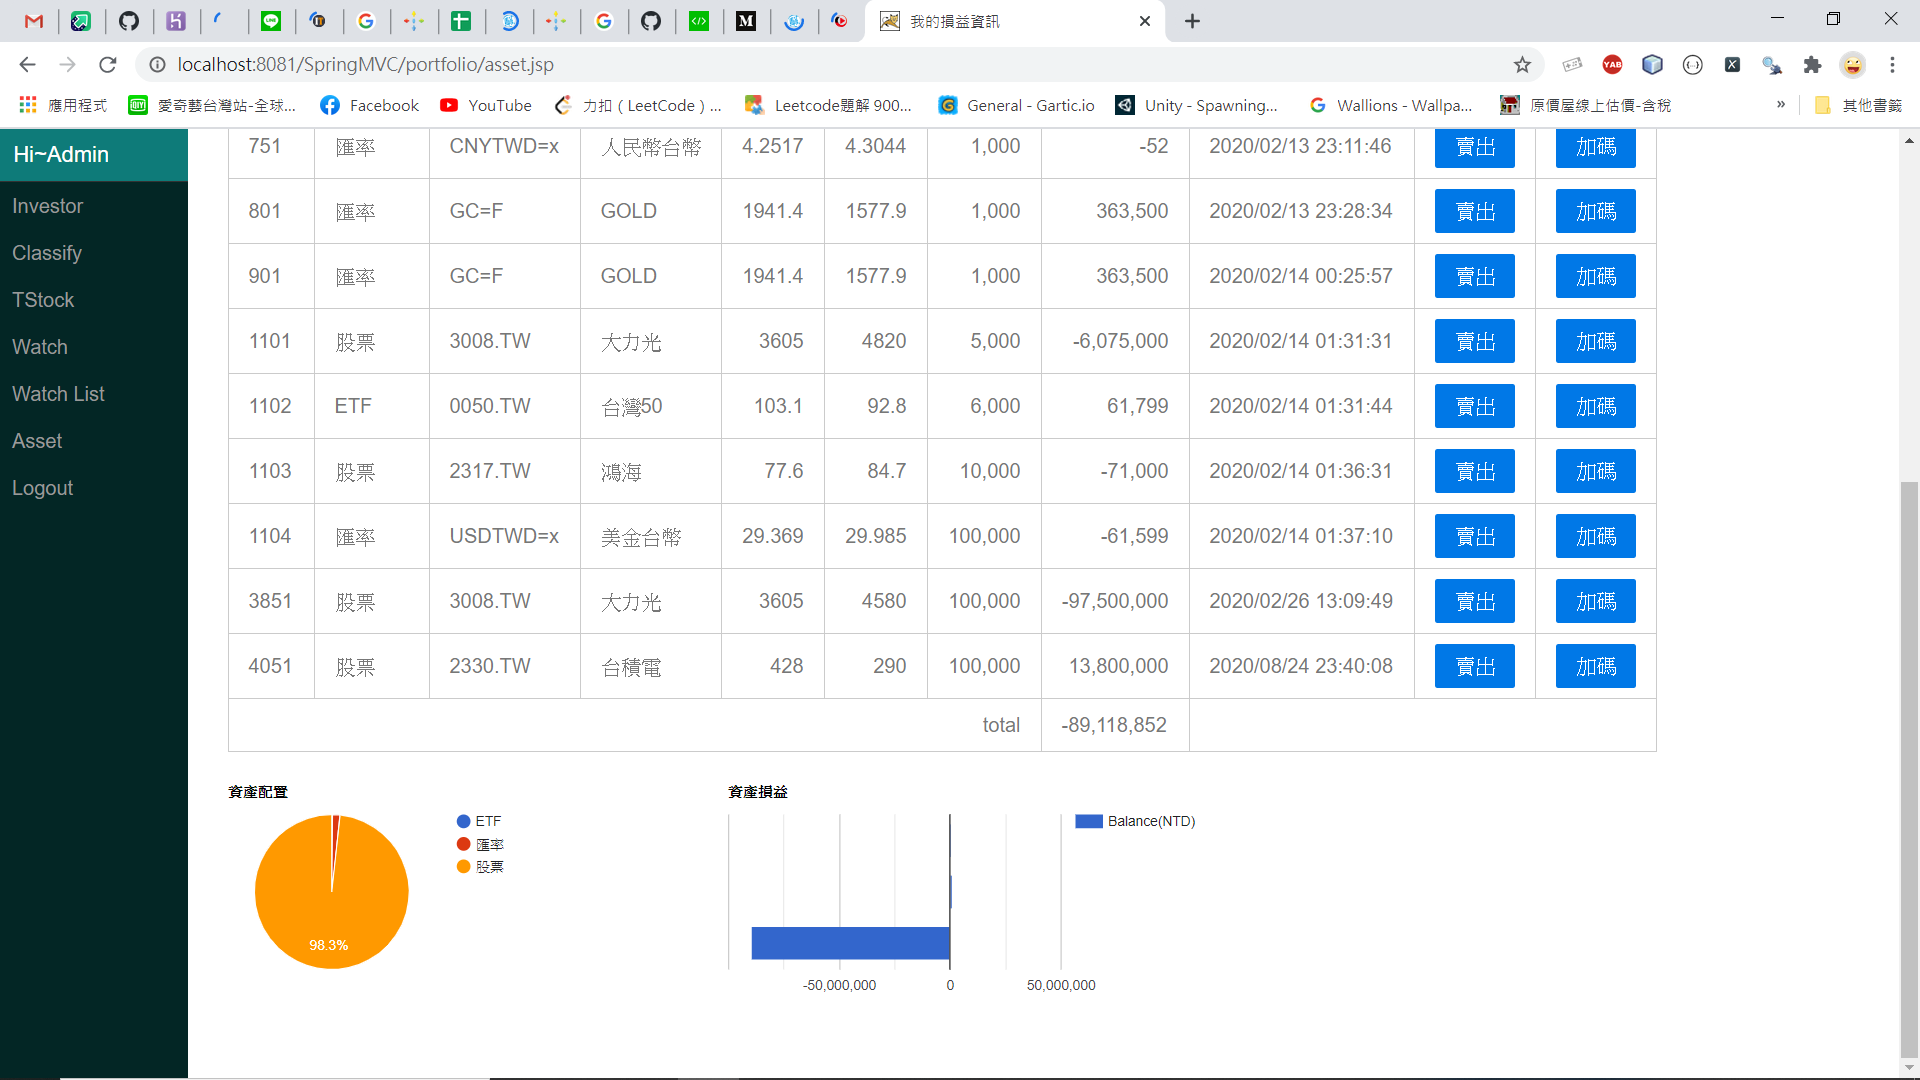 我的損益資訊
localhost:8081/SpringMVC/portfolio/asset.jsp
應用程式 愛奇藝台灣站-全球... Facebook YouTube 力扣 ( LeetCode ) ... Leetcode題解 900... General - Gartic.io Unity - Spawning... Wallions - Wallpa... 原價屋線上估價-含稅 » 其他書籤
Hi~Admin
Investor
Classify
TStock
Watch
Watch List
Asset
Logout
751 匯率 CNYTWD=x 人民幣台幣 4.2517 4.3044 1,000 -52 2020/02/13 23:11:46 賣出 加碼
801 匯率 GC=F GOLD 1941.4 1577.9 1,000 363,500 2020/02/13 23:28:34 賣出 加碼
901 匯率 GC=F GOLD 1941.4 1577.9 1,000 363,500 2020/02/14 00:25:57 賣出 加碼
1101 股票 3008.TW 大力光 3605 4820 5,000 -6,075,000 2020/02/14 01:31:31 賣出 加碼
1102 ETF 0050.TW 台灣50 103.1 92.8 6,000 61,799 2020/02/14 01:31:44 賣出 加碼
1103 股票 2317.TW 鴻海 77.6 84.7 10,000 -71,000 2020/02/14 01:36:31 賣出 加碼
1104 匯率 USDTWD=x 美金台幣 29.369 29.985 100,000 -61,599 2020/02/14 01:37:10 賣出 加碼
3851 股票 3008.TW 大力光 3605 4580 100,000 -97,500,000 2020/02/26 13:09:49 賣出 加碼
4051 股票 2330.TW 台積電 428 290 100,000 13,800,000 2020/08/24 23:40:08 賣出 加碼
total -89,118,852
資產配置
ETF
匯率
股票
98.3%
資產損益
Balance(NTD)
-50,000,000 0 50,000,000